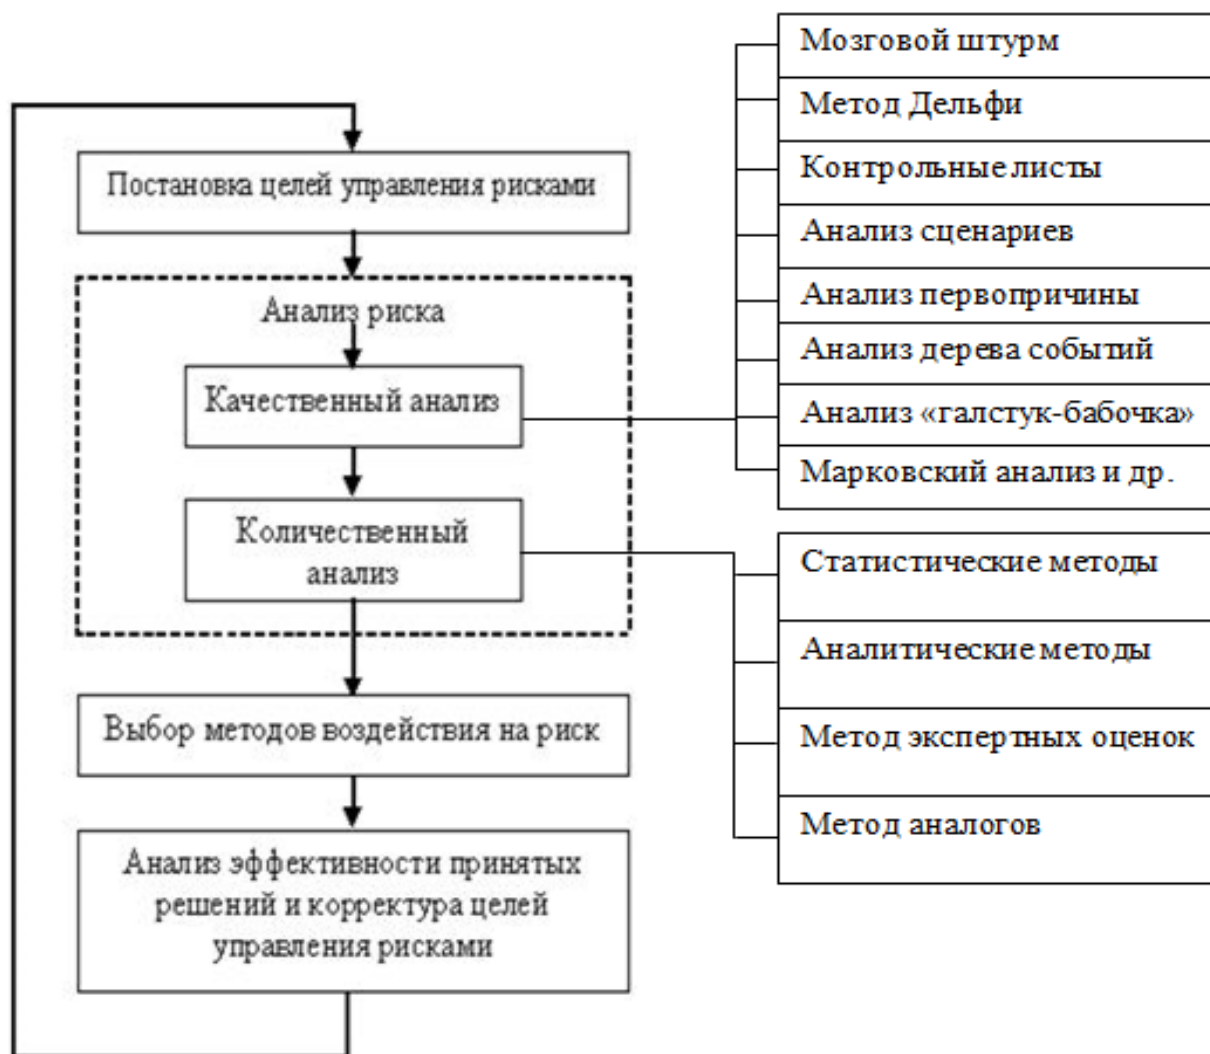 Постановка целей управления рисками
Анализ риска
Качественный анализ
Количественный
анализ
Выбор методов воздействия на риск
Анализ эффективности принятых
решений и корректура целей
управления рисками
Мозговой штурм
Метод Дельфи
Контрольные листы
Анализ сценариев
Анализ первопричины
Анализ дерева событий
Анализ «галстук-бабочка»
Марковский анализ и др.
Статистические методы
Аналитические методы
Метод экспертных оценок
Метод аналогов